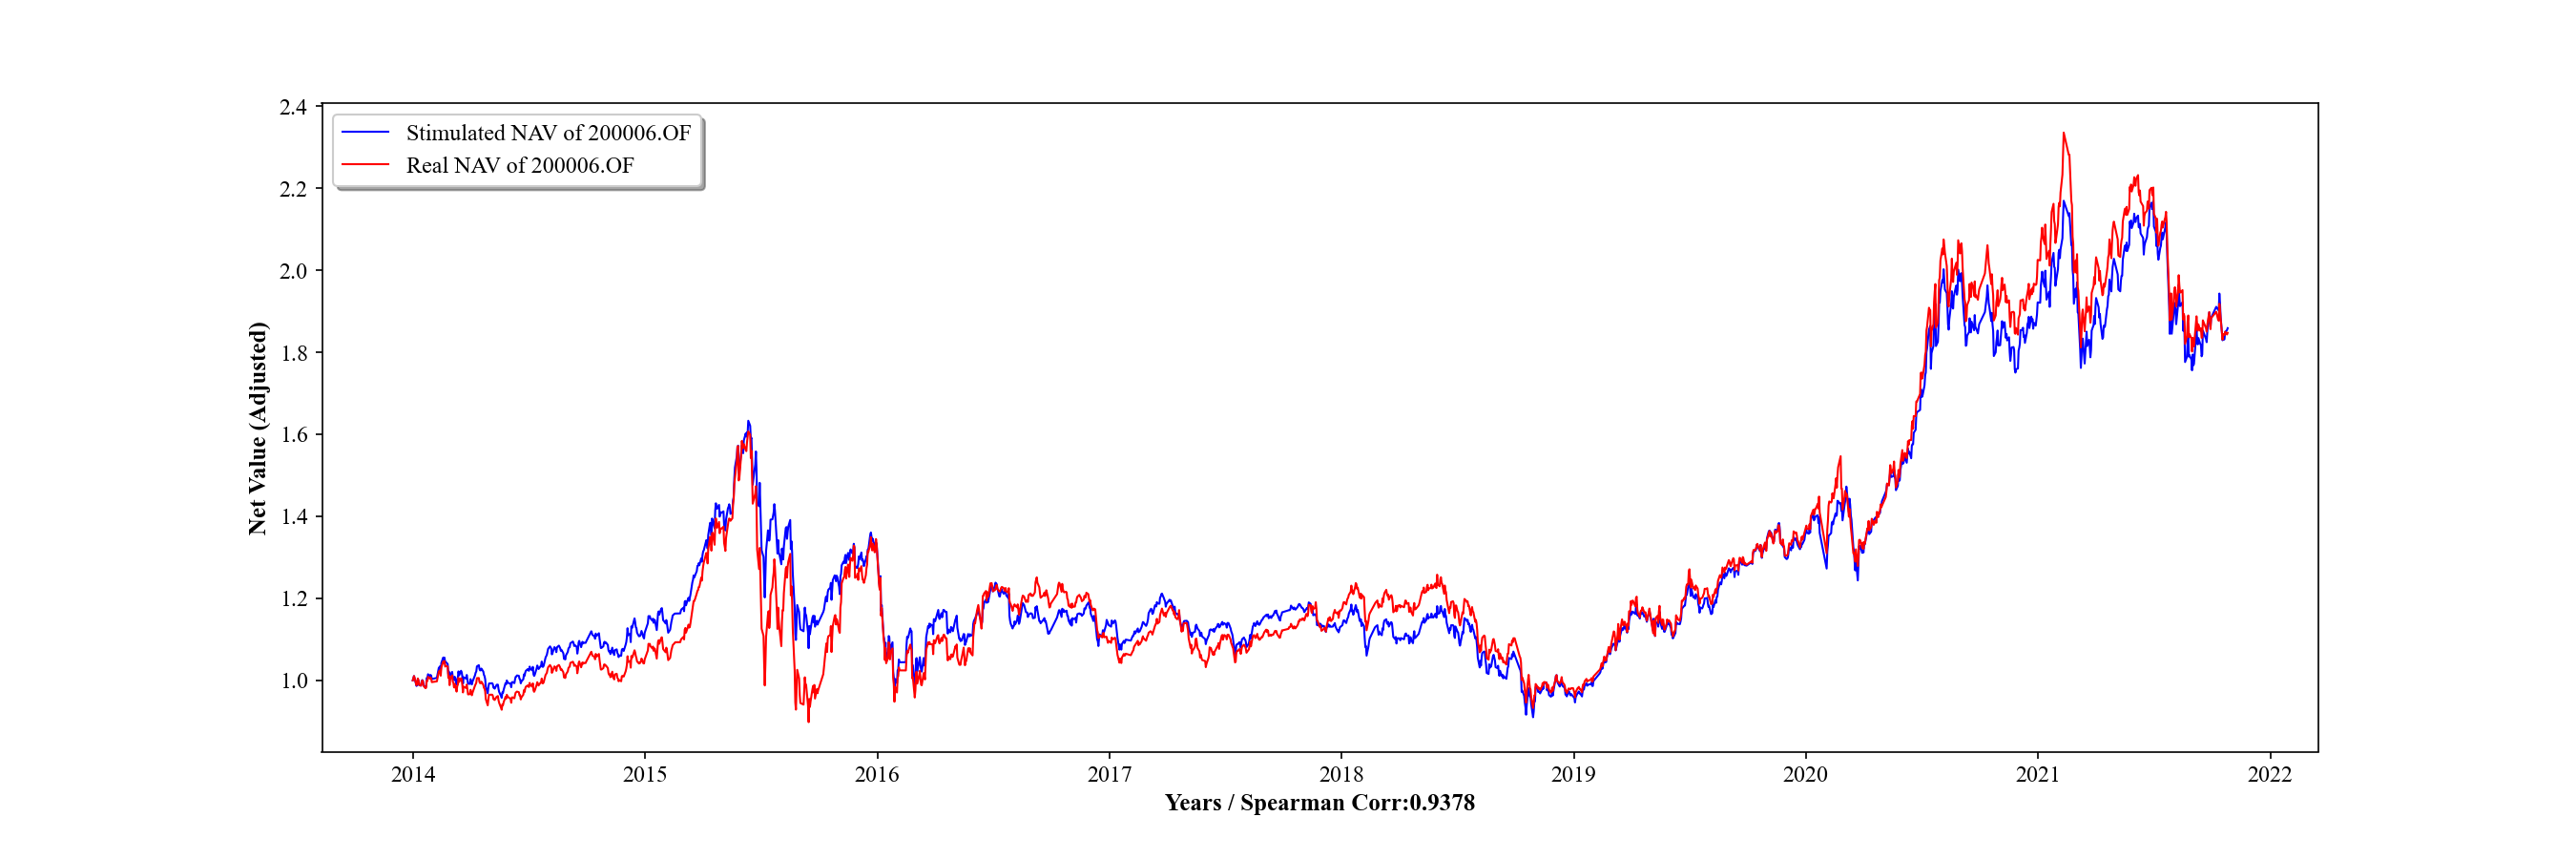 Stimulated NAV of 200006.OF
Real NAV of 200006.OF
Net Value (Adjusted)
2.4
2.2
2.0
1.8
1.6
1.4
1.2
1.0
2014 2015 2016 2017 2018 2019 2020 2021 2022
Years / Spearman Corr:0.9378